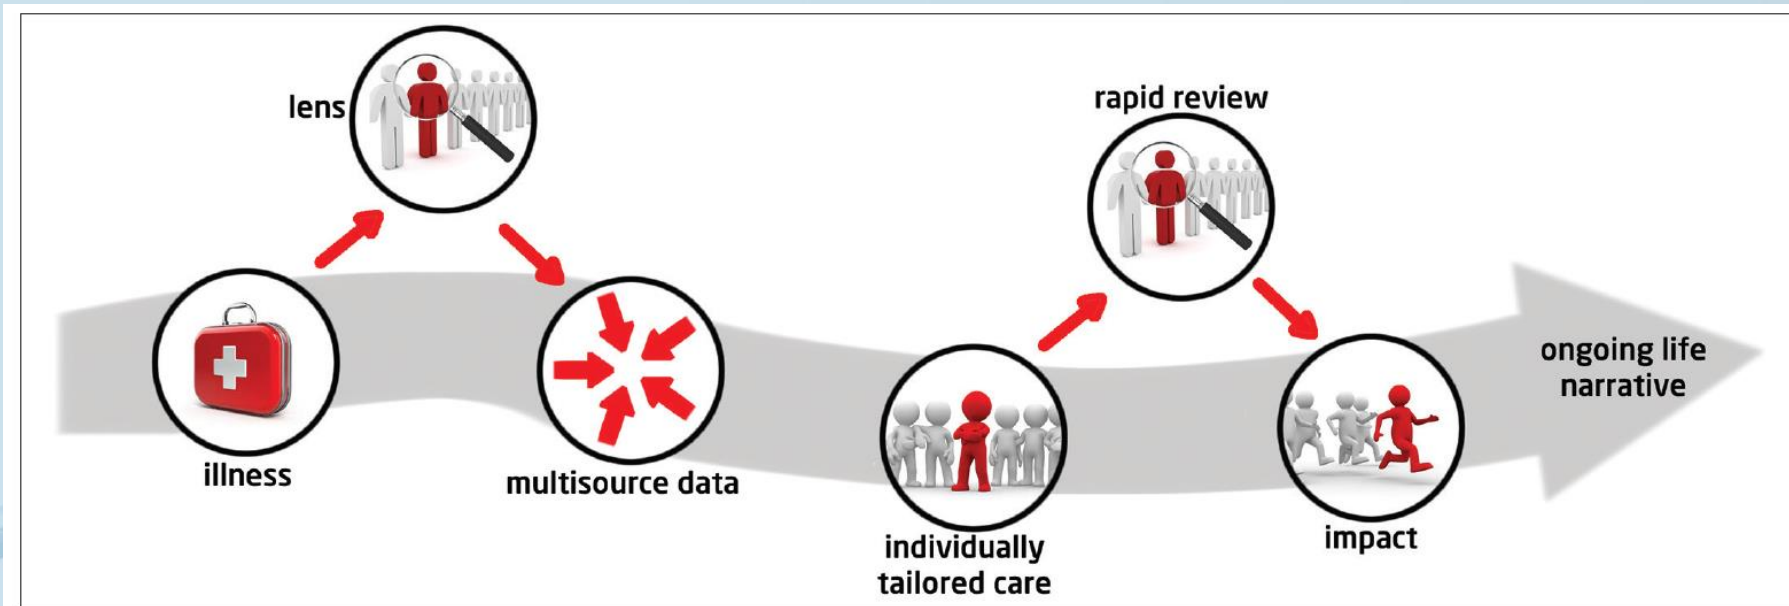 lens
rapid review
illness
multisource data
individually
tailored care
impact
ongoing life
narrative